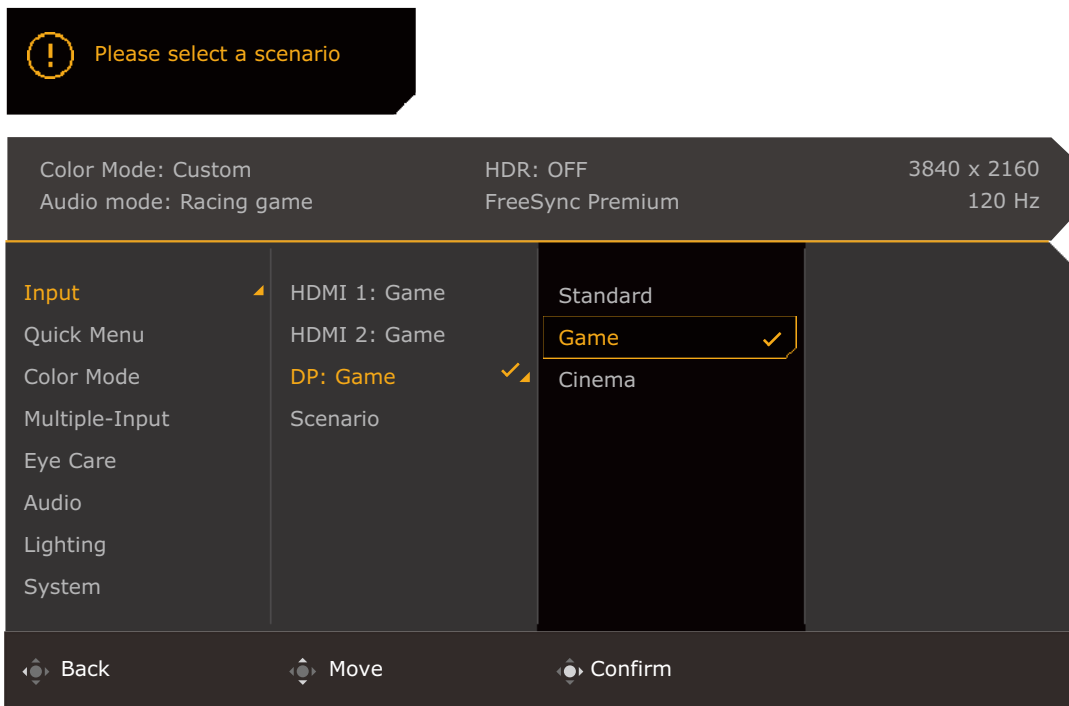 Please select a scenario
Color Mode: Custom
HDR: OFF
3840 x 2160
Audio mode: Racing game
FreeSync Premium
120 Hz
Input
Quick Menu
Color Mode
Multiple-Input
Eye Care
Audio
Lighting
System
HDMI 1: Game
HDMI 2: Game
DP: Game
Scenario
Standard
Game
Cinema
Back
Move
Confirm